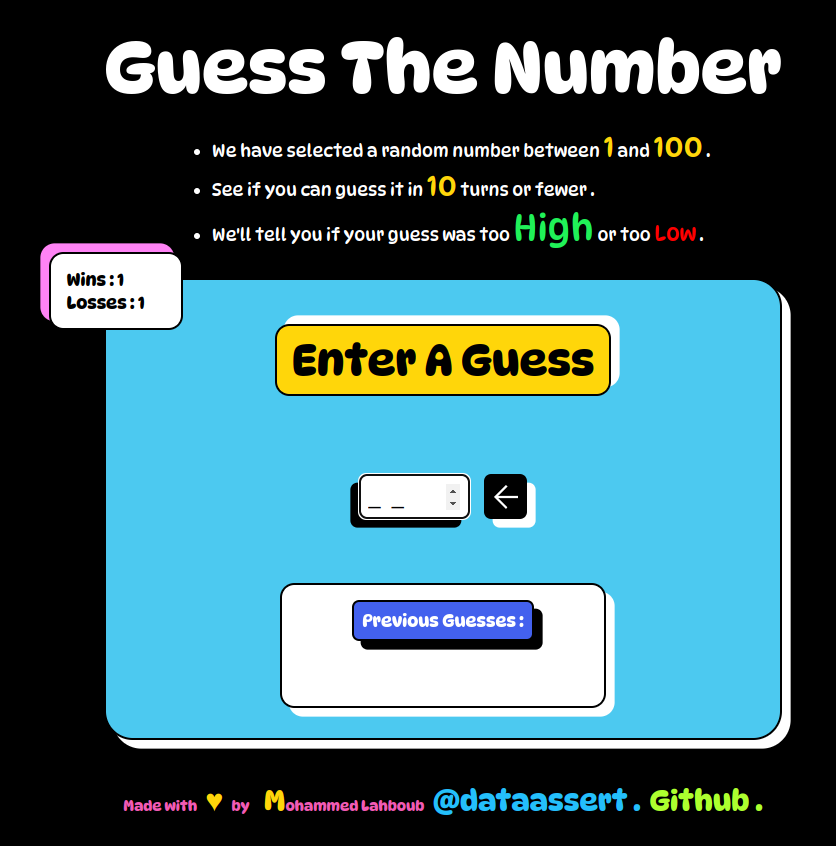 Guess The Number
We have selected a random number between 1 and 100 .
See if you can guess it in 10 turns or fewer .
We'll tell you if your guess was too High or too Low .
Wins : 1
Losses : 1
Enter A Guess
_ _
Previous Guesses :
Made with ♥ by Mohammed Lahboub @dataassert . Github .